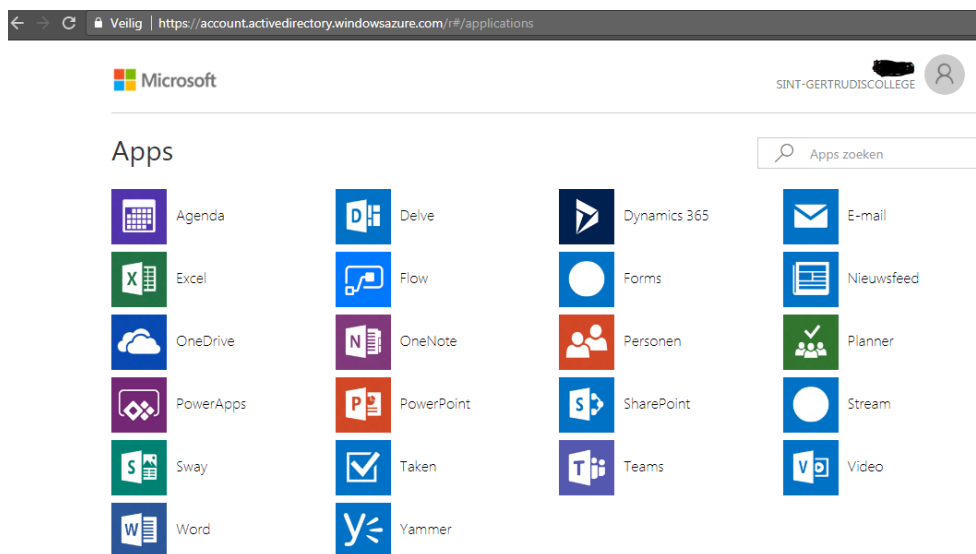 Veilig | https://account.activedirectory.windowsazure.com/r#/applications
Microsoft
SINT-GERTRUDISCOLLEGE
Apps
Apps zoeken
Agenda
Delve
Dynamics 365
E-mail
Excel
Flow
Forms
Nieuwsfeed
OneDrive
OneNote
Personen
Planner
PowerApps
PowerPoint
SharePoint
Stream
Sway
Taken
Teams
Video
Word
Yammer